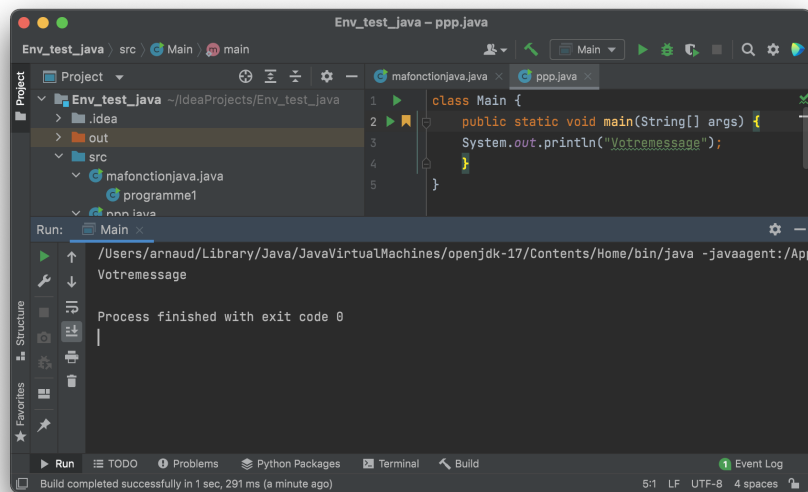 Env_test_java – ppp.java
Env_test_java › src › Main › main
Main
Project
Project
mafonctionjava.java
ppp.java
Env_test_java ~/IdeaProjects/Env_test_java
.idea
out
src
mafonctionjava.java
programme1
ppp.java
1 class Main {
2 public static void main(String[] args) {
3 System.out.println("Votremessage");
4 }
5 }
Run: Main
/Users/arnaud/Library/Java/JavaVirtualMachines/openjdk-17/Contents/Home/bin/java -javaagent:/App
Votremessage
Process finished with exit code 0
Structure
Favorites
Run TODO Problems Python Packages Terminal Build 1 Event Log
Build completed successfully in 1 sec, 291 ms (a minute ago) 5:1 LF UTF-8 4 spaces